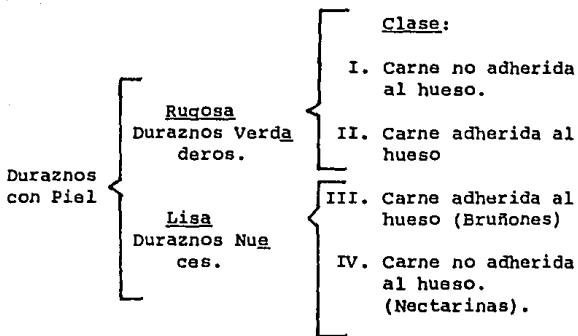 Clase:
I. Carne no adherida
al hueso.
Rugosa
Duraznos Verda
deros.
II. Carne adherida al
hueso
Duraznos
con Piel
Lisa
Duraznos Nue
ces.
III. Carne adherida al
hueso (Bruñones)
IV. Carne no adherida
al hueso.
(Nectarinas).